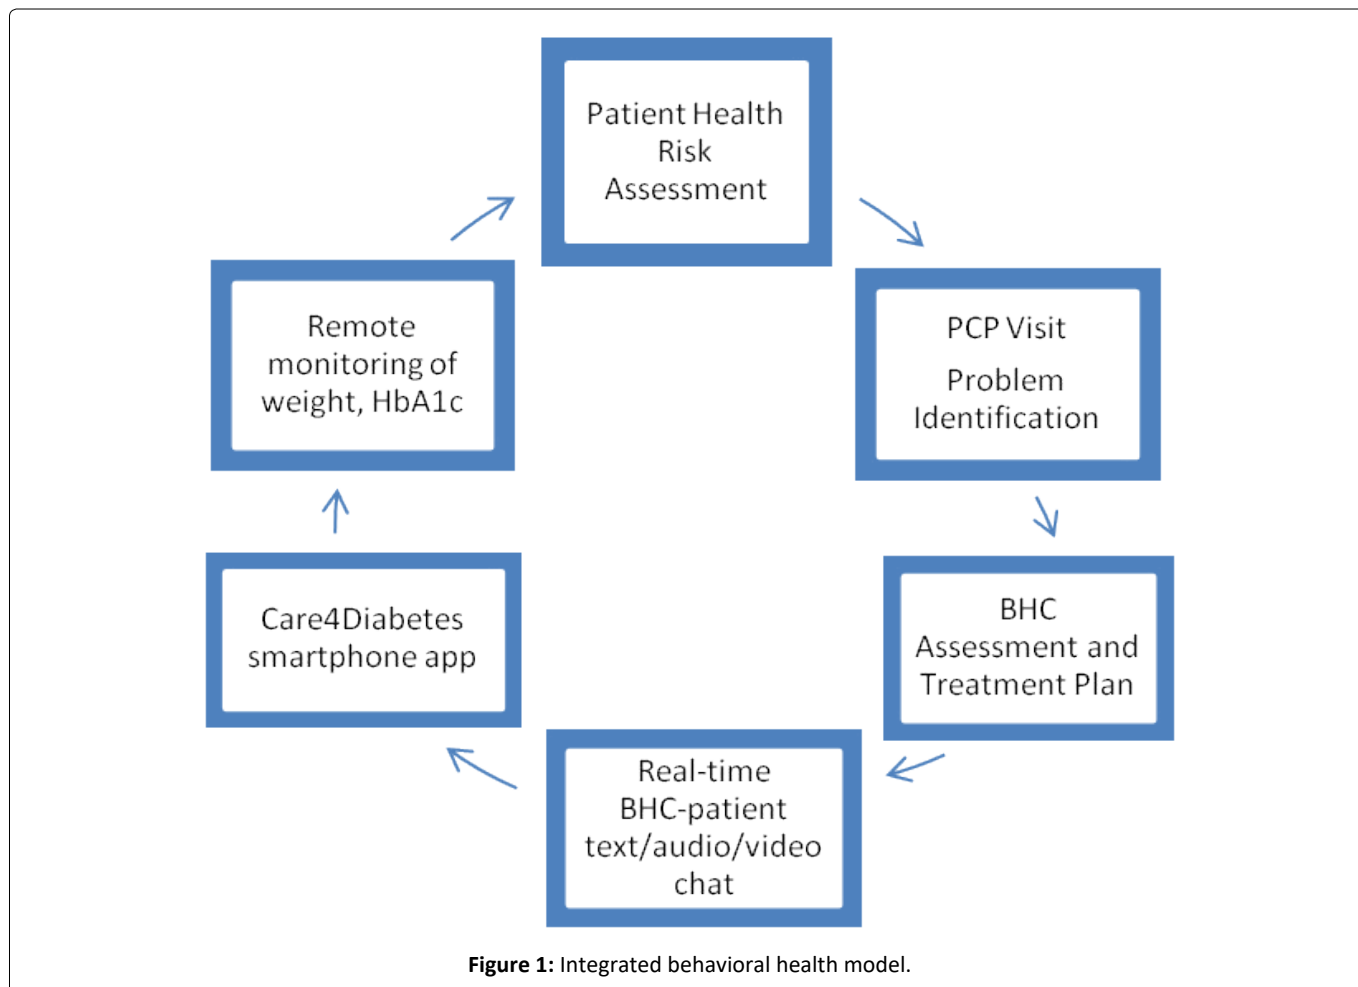 Patient Health
Risk
Assessment
PCP Visit
Problem
Identification
BHC
Assessment and
Treatment Plan
Real-time
BHC-patient
text/audio/video
chat
Care4Diabetes
smartphone app
Remote
monitoring of
weight, HbA1c
Figure 1: Integrated behavioral health model.